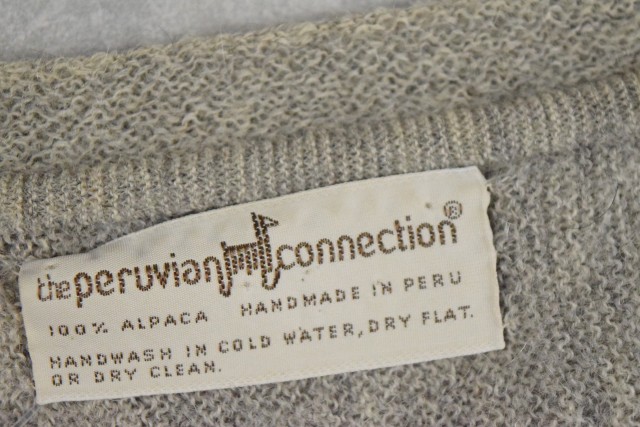 the peruvian connection®
100% ALPACA HANDMADE IN PERU
HANDWASH IN COLD WATER, DRY FLAT.
OR DRY CLEAN.